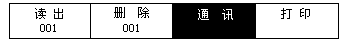 读出 删除 通讯 打印
001 001